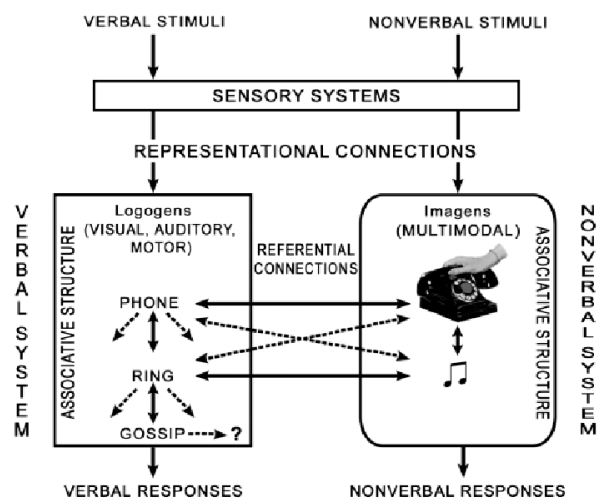 VERBAL STIMULI
NONVERBAL STIMULI
SENSORY SYSTEMS
REPRESENTATIONAL CONNECTIONS
VERBAL SYSTEM
ASSOCIATIVE STRUCTURE
Logogens
(VISUAL, AUDITORY,
MOTOR)
PHONE
RING
GOSSIP
?
REFERENTIAL
CONNECTIONS
Imagens
(MULTIMODAL)
ASSOCIATIVE STRUCTURE
NONVERBAL SYSTEM
VERBAL RESPONSES
NONVERBAL RESPONSES